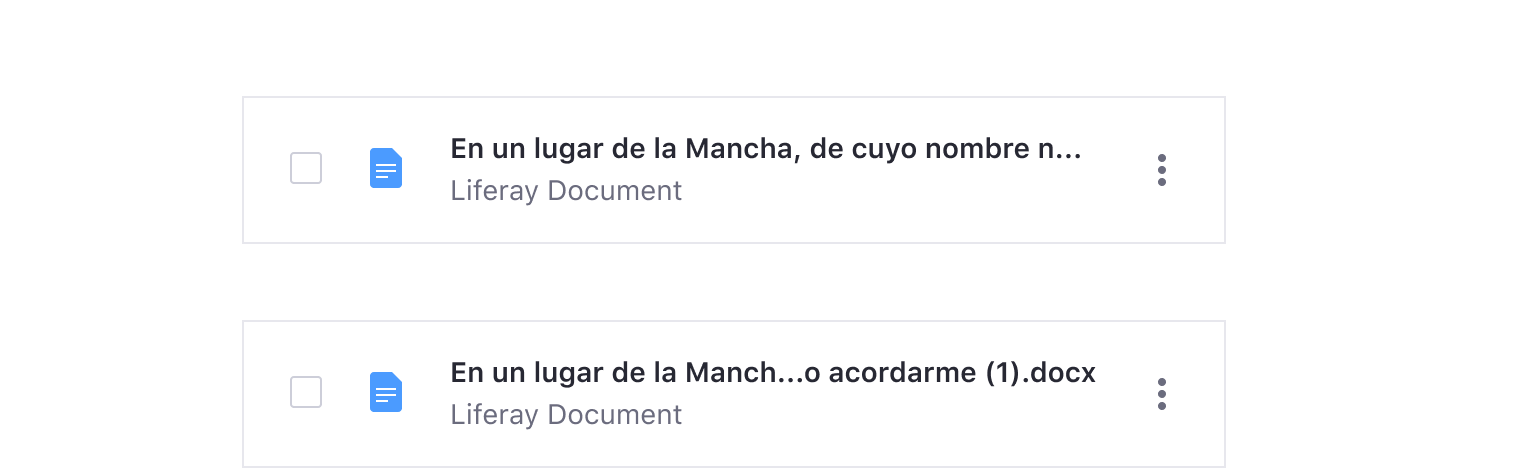 En un lugar de la Mancha, de cuyo nombre n...
Liferay Document
En un lugar de la Manch...o acordarme (1).docx
Liferay Document